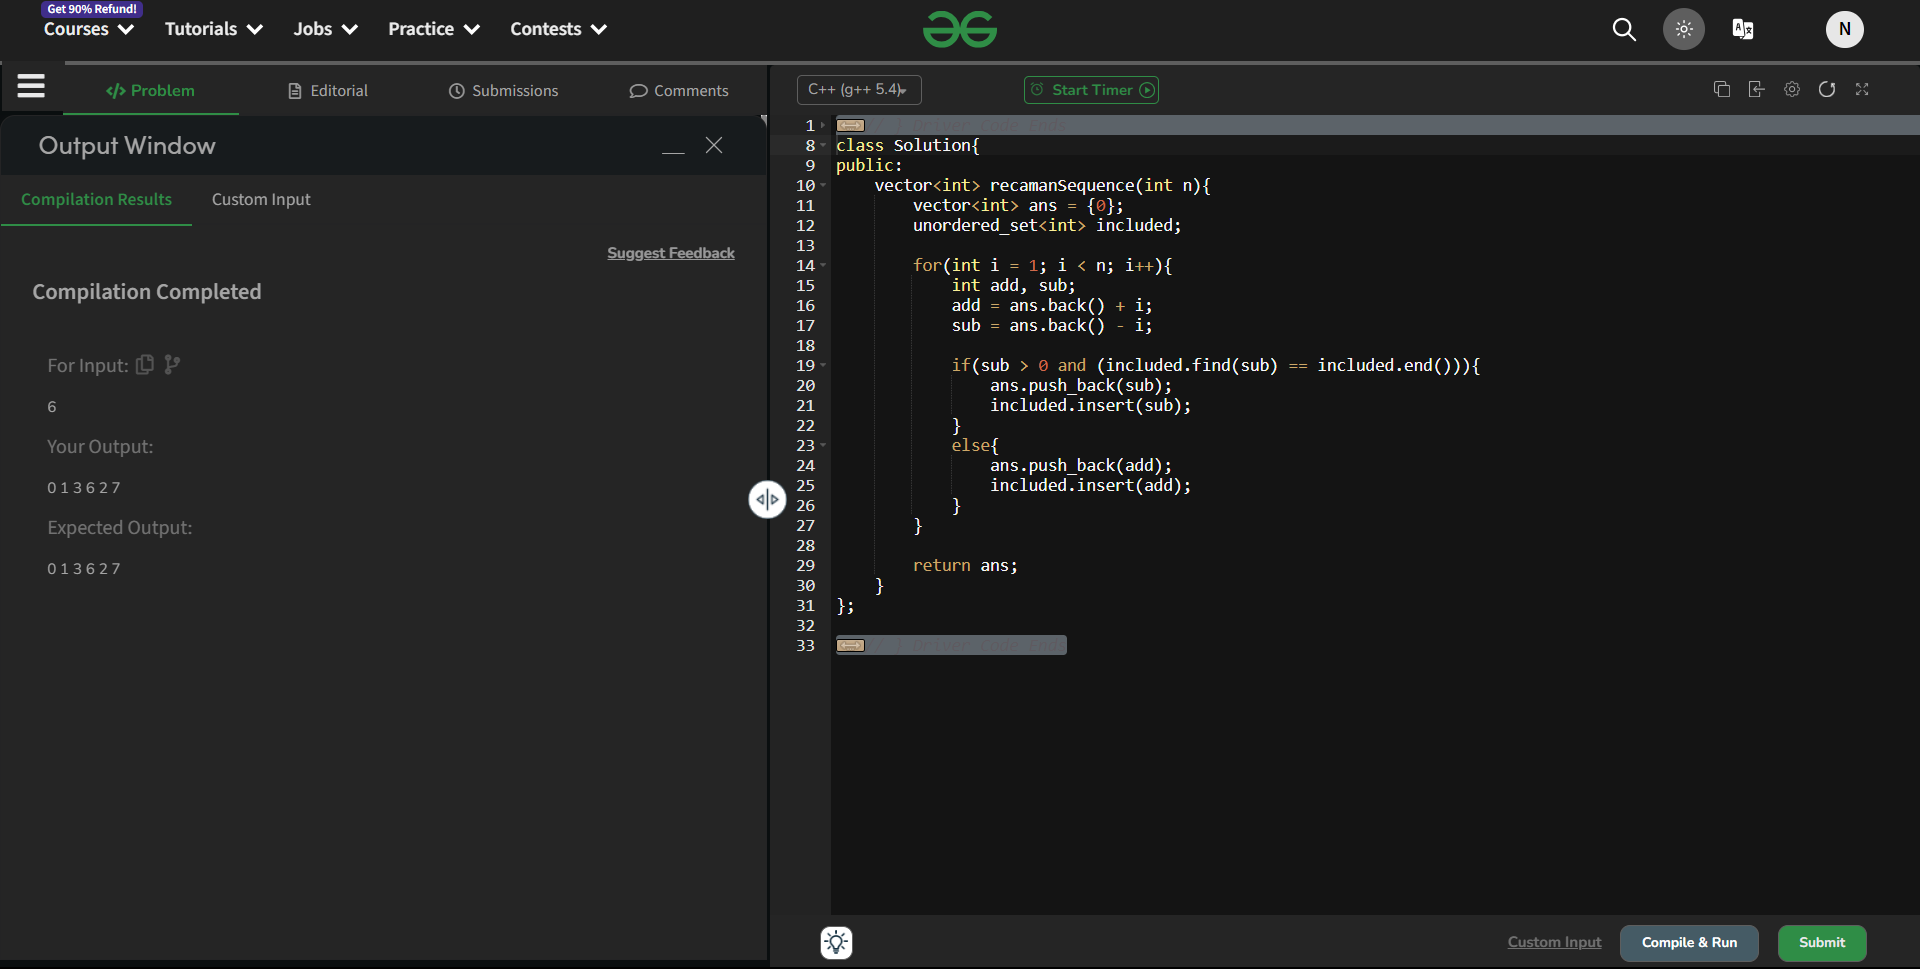 Get 90% Refund!
Courses Tutorials Jobs Practice Contests
N
Problem Editorial Submissions Comments
Output Window
Compilation Results Custom Input
Suggest Feedback
Compilation Completed
For Input:
6
Your Output:
0 1 3 6 2 7
Expected Output:
0 1 3 6 2 7
C++ (g++ 5.4) Start Timer
1 // } Driver Code Ends
8 class Solution{
9 public:
10 vector<int> recamanSequence(int n){
11 vector<int> ans = {0};
12 unordered_set<int> included;
13
14 for(int i = 1; i < n; i++){
15 int add, sub;
16 add = ans.back() + i;
17 sub = ans.back() - i;
18
19 if(sub > 0 and (included.find(sub) == included.end())){
20 ans.push_back(sub);
21 included.insert(sub);
22 }
23 else{
24 ans.push_back(add);
25 included.insert(add);
26 }
27 }
28
29 return ans;
30 }
31 };
32
33 // } Driver Code Ends
Custom Input Compile & Run Submit